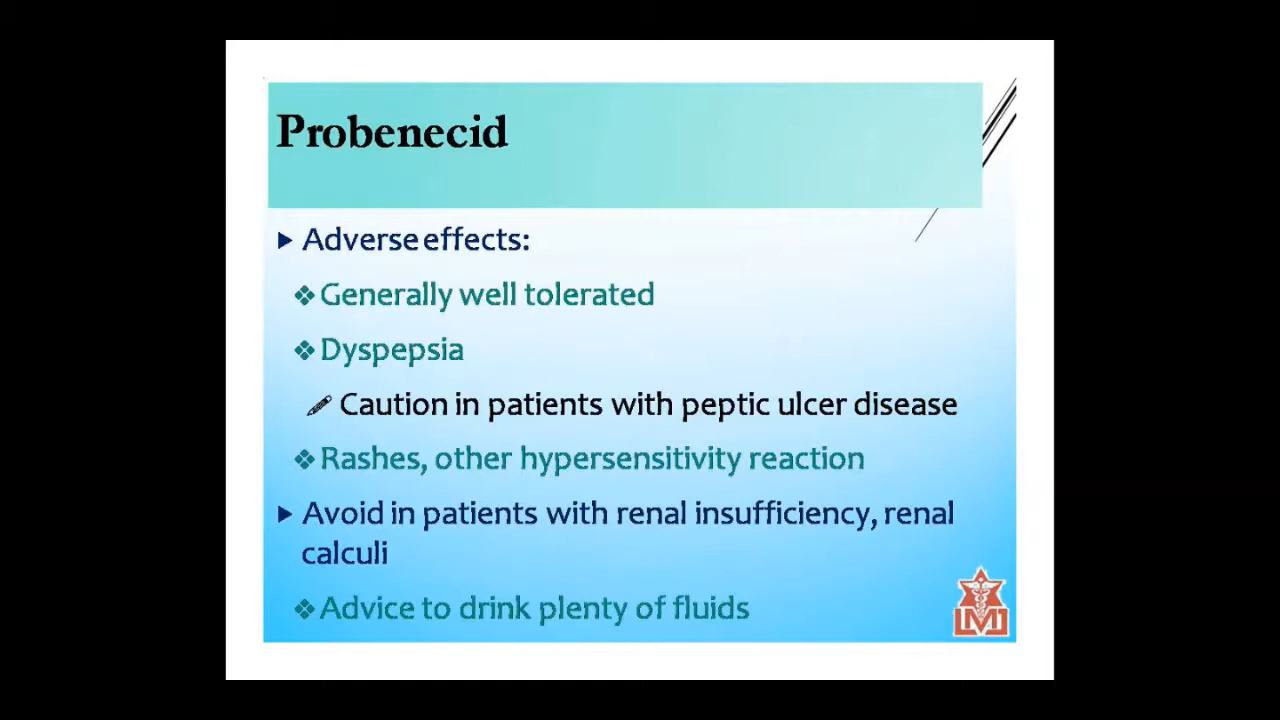 Probenecid
Adverse effects:
Generally well tolerated
Dyspepsia
Caution in patients with peptic ulcer disease
Rashes, other hypersensitivity reaction
Avoid in patients with renal insufficiency, renal
calculi
Advice to drink plenty of fluids
LMJ